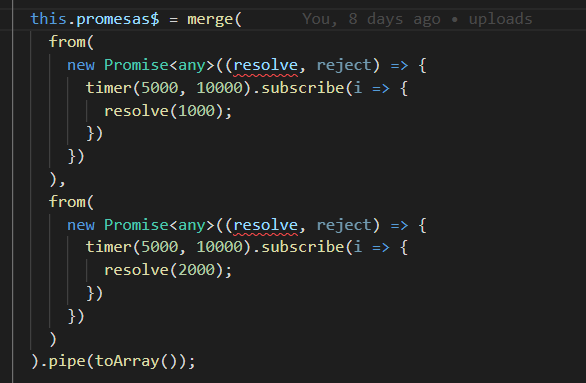 this.promesas$ = merge(     You, 8 days ago • uploads
  from(
    new Promise<any>((resolve, reject) => {
      timer(5000, 10000).subscribe(i => {
        resolve(1000);
      })
    })
  ),
  from(
    new Promise<any>((resolve, reject) => {
      timer(5000, 10000).subscribe(i => {
        resolve(2000);
      })
    })
  )
).pipe(toArray());